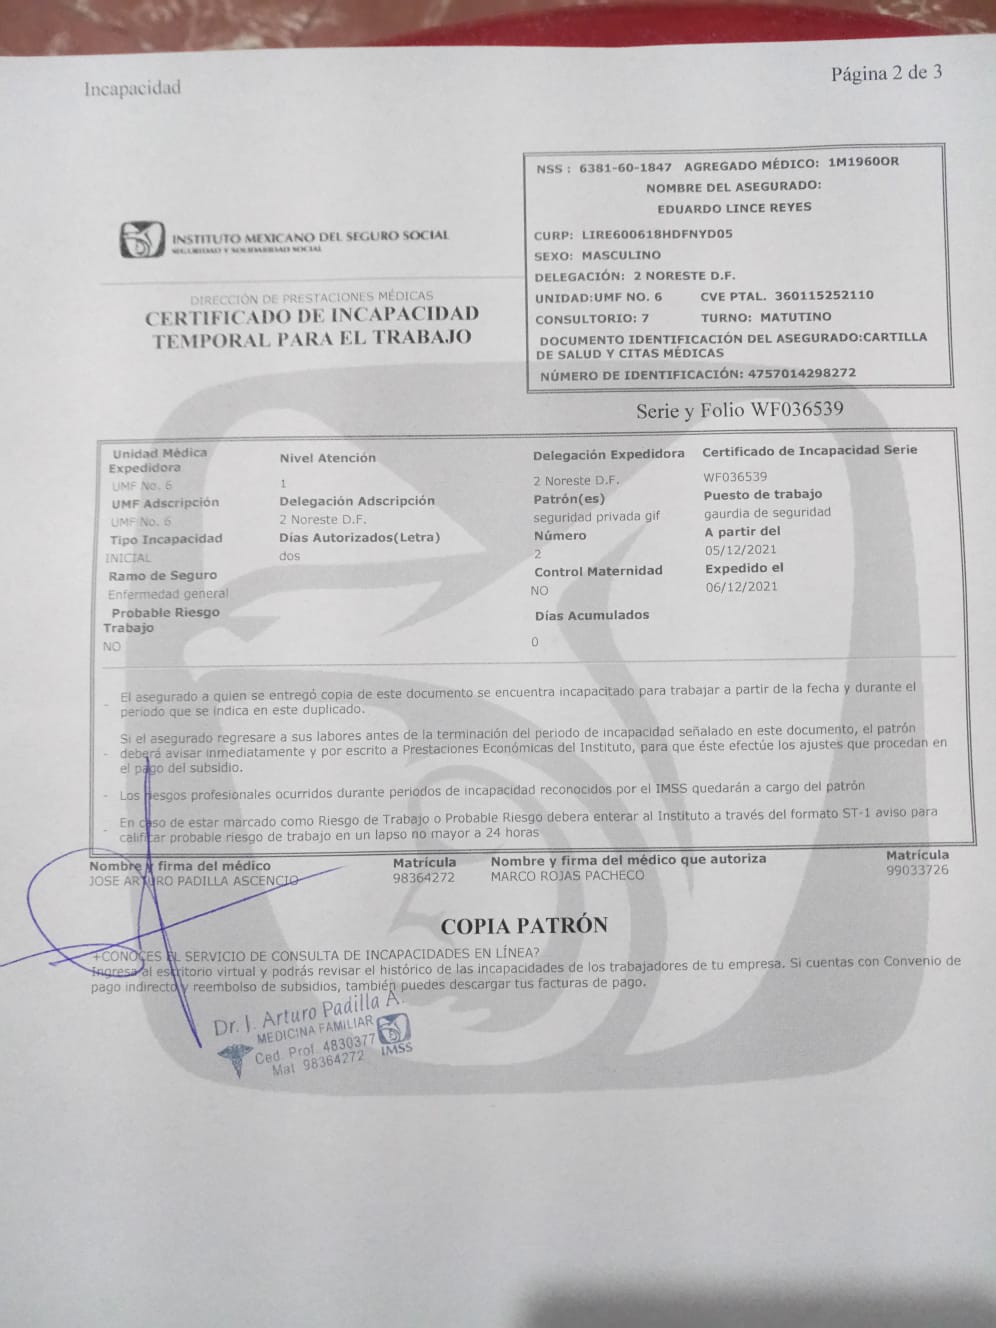 Incapacidad
Página 2 de 3
NSS : 6381-60-1847 AGREGADO MÉDICO: 1M1960OR
NOMBRE DEL ASEGURADO:
EDUARDO LINCE REYES
CURP: LIRE600618HDFNYD05
SEXO: MASCULINO
DELEGACIÓN: 2 NORESTE D.F.
UNIDAD:UMF NO. 6 CVE PTAL. 360115252110
CONSULTORIO: 7 TURNO: MATUTINO
DOCUMENTO IDENTIFICACIÓN DEL ASEGURADO:CARTILLA
DE SALUD Y CITAS MÉDICAS
NÚMERO DE IDENTIFICACIÓN: 4757014298272
INSTITUTO MEXICANO DEL SEGURO SOCIAL
SEGURIDAD Y SOLIDARIDAD SOCIAL
DIRECCIÓN DE PRESTACIONES MÉDICAS
CERTIFICADO DE INCAPACIDAD
TEMPORAL PARA EL TRABAJO
Serie y Folio WF036539
Unidad Médica
Expedidora
UMF No. 6
Nivel Atención
1
Delegación Expedidora
2 Noreste D.F.
Certificado de Incapacidad Serie
WF036539
UMF Adscripción
UMF No. 6
Delegación Adscripción
2 Noreste D.F.
Patrón(es)
seguridad privada gif
Puesto de trabajo
gaurdia de seguridad
Tipo Incapacidad
INICIAL
Días Autorizados(Letra)
dos
Número
2
A partir del
05/12/2021
Ramo de Seguro
Enfermedad general
Control Maternidad
NO
Expedido el
06/12/2021
Probable Riesgo
Trabajo
NO
Días Acumulados
0
- El asegurado a quien se entregó copia de este documento se encuentra incapacitado para trabajar a partir de la fecha y durante el
periodo que se indica en este duplicado.
Si el asegurado regresare a sus labores antes de la terminación del periodo de incapacidad señalado en este documento, el patrón
- deberá avisar inmediatamente y por escrito a Prestaciones Económicas del Instituto, para que éste efectúe los ajustes que procedan en
el pago del subsidio.
- Los riesgos profesionales ocurridos durante periodos de incapacidad reconocidos por el IMSS quedarán a cargo del patrón
- En caso de estar marcado como Riesgo de Trabajo o Probable Riesgo debera enterar al Instituto a través del formato ST-1 aviso para
calificar probable riesgo de trabajo en un lapso no mayor a 24 horas
Nombre y firma del médico
JOSE ARTURO PADILLA ASCENCIO
Matrícula
98364272
Nombre y firma del médico que autoriza
MARCO ROJAS PACHECO
Matrícula
99033726
COPIA PATRÓN
+CONOCES EL SERVICIO DE CONSULTA DE INCAPACIDADES EN LÍNEA?
Ingresa al escritorio virtual y podrás revisar el histórico de las incapacidades de los trabajadores de tu empresa. Si cuentas con Convenio de
pago indirecto y reembolso de subsidios, también puedes descargar tus facturas de pago.
Dr. J. Arturo Padilla A.
MEDICINA FAMILIAR
Ced. Prof. 4830377
Mat 98364272
IMSS